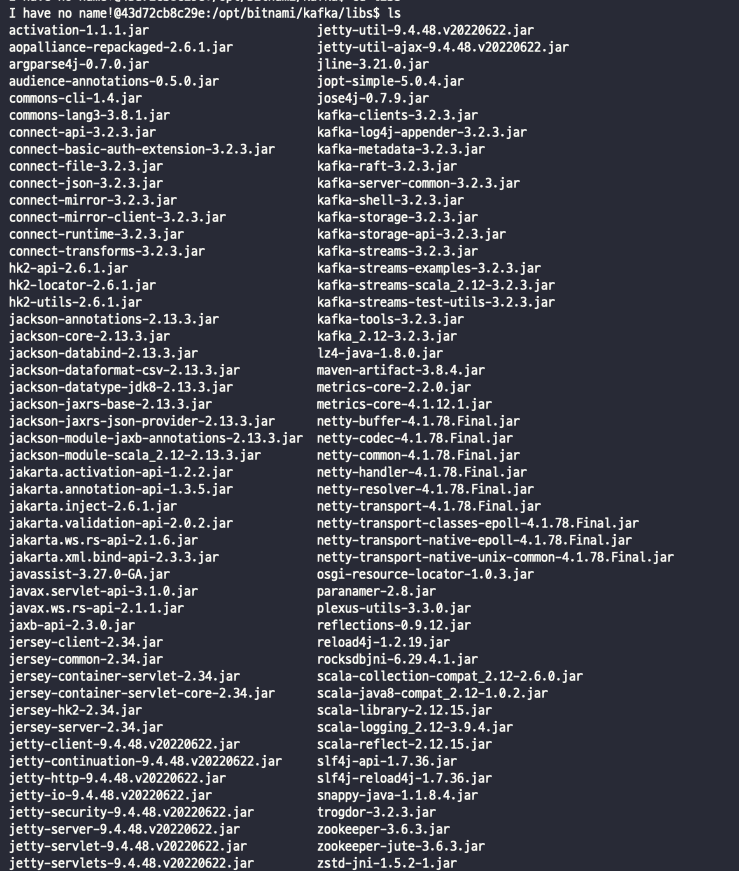 I have no name!@43d72cb8c29e:/opt/bitnami/kafka/libs$ ls
activation-1.1.1.jar jetty-util-9.4.48.v20220622.jar
aopalliance-repackaged-2.6.1.jar jetty-util-ajax-9.4.48.v20220622.jar
argparse4j-0.7.0.jar jline-3.21.0.jar
audience-annotations-0.5.0.jar jopt-simple-5.0.4.jar
commons-cli-1.4.jar jose4j-0.7.9.jar
commons-lang3-3.8.1.jar kafka-clients-3.2.3.jar
connect-api-3.2.3.jar kafka-log4j-appender-3.2.3.jar
connect-basic-auth-extension-3.2.3.jar kafka-metadata-3.2.3.jar
connect-file-3.2.3.jar kafka-raft-3.2.3.jar
connect-json-3.2.3.jar kafka-server-common-3.2.3.jar
connect-mirror-3.2.3.jar kafka-shell-3.2.3.jar
connect-mirror-client-3.2.3.jar kafka-storage-3.2.3.jar
connect-runtime-3.2.3.jar kafka-storage-api-3.2.3.jar
connect-transforms-3.2.3.jar kafka-streams-3.2.3.jar
hk2-api-2.6.1.jar kafka-streams-examples-3.2.3.jar
hk2-locator-2.6.1.jar kafka-streams-scala_2.12-3.2.3.jar
hk2-utils-2.6.1.jar kafka-streams-test-utils-3.2.3.jar
jackson-annotations-2.13.3.jar kafka-tools-3.2.3.jar
jackson-core-2.13.3.jar kafka_2.12-3.2.3.jar
jackson-databind-2.13.3.jar lz4-java-1.8.0.jar
jackson-dataformat-csv-2.13.3.jar maven-artifact-3.8.4.jar
jackson-datatype-jdk8-2.13.3.jar metrics-core-2.2.0.jar
jackson-jaxrs-base-2.13.3.jar metrics-core-4.1.12.1.jar
jackson-jaxrs-json-provider-2.13.3.jar netty-buffer-4.1.78.Final.jar
jackson-module-jaxb-annotations-2.13.3.jar netty-codec-4.1.78.Final.jar
jackson-module-scala_2.12-2.13.3.jar netty-common-4.1.78.Final.jar
jakarta.activation-api-1.2.2.jar netty-handler-4.1.78.Final.jar
jakarta.annotation-api-1.3.5.jar netty-resolver-4.1.78.Final.jar
jakarta.inject-2.6.1.jar netty-transport-4.1.78.Final.jar
jakarta.validation-api-2.0.2.jar netty-transport-classes-epoll-4.1.78.Final.jar
jakarta.ws.rs-api-2.1.6.jar netty-transport-native-epoll-4.1.78.Final.jar
jakarta.xml.bind-api-2.3.3.jar netty-transport-native-unix-common-4.1.78.Final.jar
javassist-3.27.0-GA.jar osgi-resource-locator-1.0.3.jar
javax.servlet-api-3.1.0.jar paranamer-2.8.jar
javax.ws.rs-api-2.1.1.jar plexus-utils-3.3.0.jar
jaxb-api-2.3.0.jar reflections-0.9.12.jar
jersey-client-2.34.jar reload4j-1.2.19.jar
jersey-common-2.34.jar rocksdbjni-6.29.4.1.jar
jersey-container-servlet-2.34.jar scala-collection-compat_2.12-2.6.0.jar
jersey-container-servlet-core-2.34.jar scala-java8-compat_2.12-1.0.2.jar
jersey-hk2-2.34.jar scala-library-2.12.15.jar
jersey-server-2.34.jar scala-logging_2.12-3.9.4.jar
jetty-client-9.4.48.v20220622.jar scala-reflect-2.12.15.jar
jetty-continuation-9.4.48.v20220622.jar slf4j-api-1.7.36.jar
jetty-http-9.4.48.v20220622.jar slf4j-reload4j-1.7.36.jar
jetty-io-9.4.48.v20220622.jar snappy-java-1.1.8.4.jar
jetty-security-9.4.48.v20220622.jar trogdor-3.2.3.jar
jetty-server-9.4.48.v20220622.jar zookeeper-3.6.3.jar
jetty-servlet-9.4.48.v20220622.jar zookeeper-jute-3.6.3.jar
jetty-servlets-9.4.48.v20220622.jar zstd-jni-1.5.2-1.jar